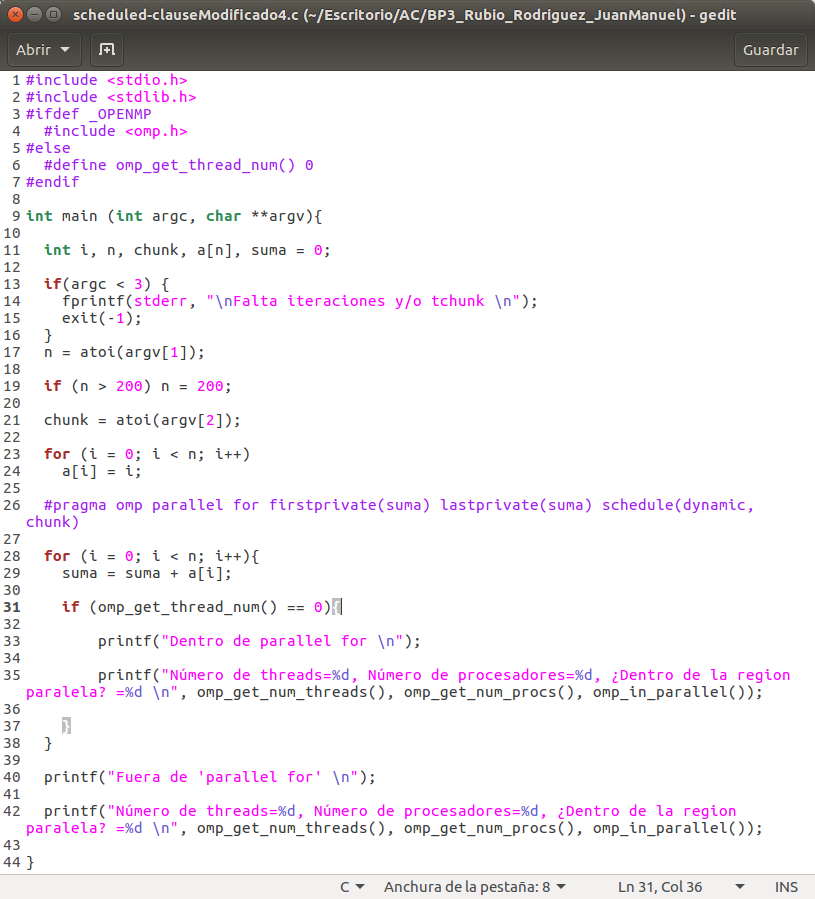 scheduled-clauseModificado4.c (~/Escritorio/AC/BP3_Rubio_Rodriguez_JuanManuel) - gedit
Abrir Guardar
1 #include <stdio.h>
2 #include <stdlib.h>
3 #ifdef _OPENMP
4   #include <omp.h>
5 #else
6   #define omp_get_thread_num() 0
7 #endif
8
9 int main (int argc, char **argv){
10
11   int i, n, chunk, a[n], suma = 0;
12
13   if(argc < 3) {
14     fprintf(stderr, "\nFalta iteraciones y/o tchunk \n");
15     exit(-1);
16   }
17   n = atoi(argv[1]);
18
19   if (n > 200) n = 200;
20
21   chunk = atoi(argv[2]);
22
23   for (i = 0; i < n; i++)
24     a[i] = i;
25
26   #pragma omp parallel for firstprivate(suma) lastprivate(suma) schedule(dynamic,
chunk)
27
28   for (i = 0; i < n; i++){
29     suma = suma + a[i];
30
31     if (omp_get_thread_num() == 0){
32
33         printf("Dentro de parallel for \n");
34
35         printf("Número de threads=%d, Número de procesadores=%d, ¿Dentro de la region
paralela? =%d \n", omp_get_num_threads(), omp_get_num_procs(), omp_in_parallel());
36
37     }
38   }
39
40   printf("Fuera de 'parallel for' \n");
41
42   printf("Número de threads=%d, Número de procesadores=%d, ¿Dentro de la region
paralela? =%d \n", omp_get_num_threads(), omp_get_num_procs(), omp_in_parallel());
43
44 }
C Anchura de la pestaña: 8 Ln 31, Col 36 INS